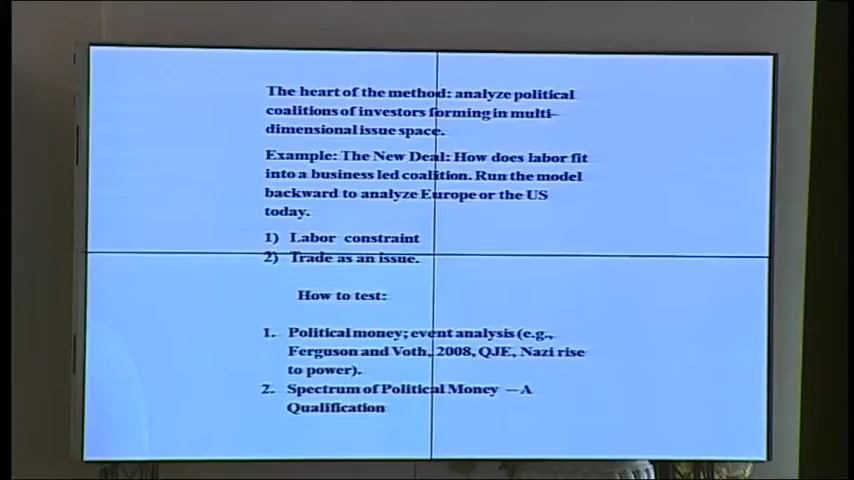 The heart of the method: analyze political
coalitions of investors forming in multi-
dimensional issue space.
Example: The New Deal: How does labor fit
into a business led coalition. Run the model
backward to analyze Europe or the US
today.
1) Labor constraint
2) Trade as an issue.
How to test:
1. Political money; event analysis (e.g.,
Ferguson and Voth, 2008, QJE, Nazi rise
to power).
2. Spectrum of Political Money —A
Qualification